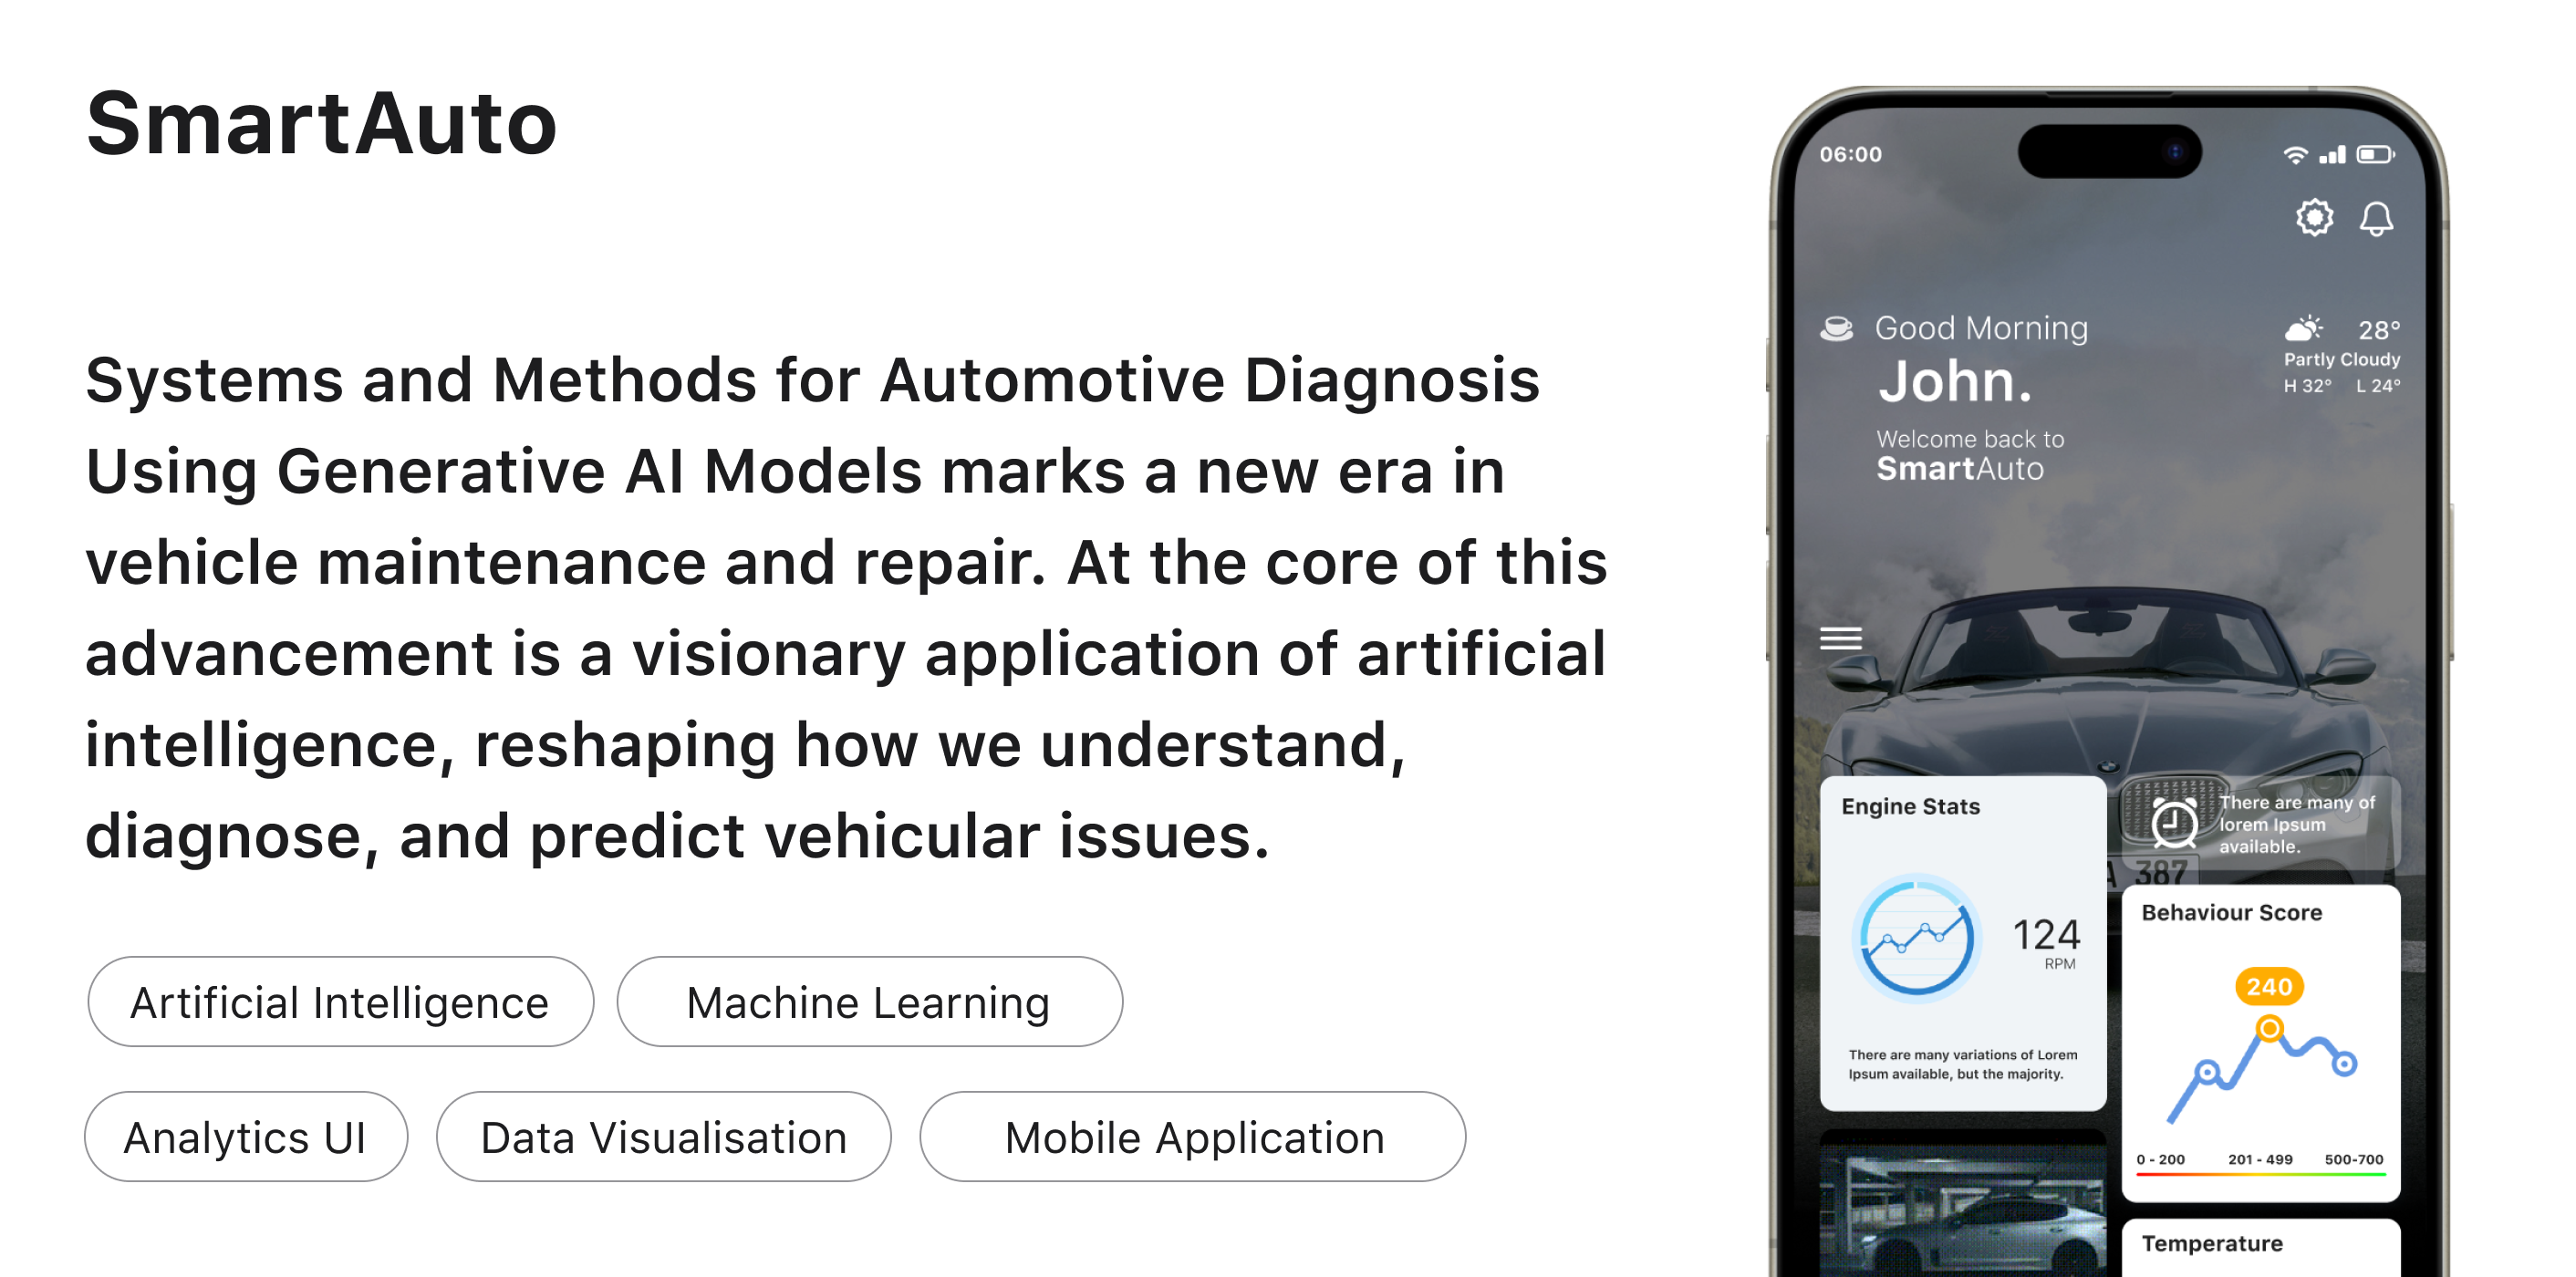 SmartAuto
Systems and Methods for Automotive Diagnosis
Using Generative AI Models marks a new era in
vehicle maintenance and repair. At the core of this
advancement is a visionary application of artificial
intelligence, reshaping how we understand,
diagnose, and predict vehicular issues.
Artificial Intelligence
Machine Learning
Analytics UI
Data Visualisation
Mobile Application
06:00
Good Morning
John.
Welcome back to
SmartAuto
28°
Partly Cloudy
H 32° L 24°
Engine Stats
124
RPM
There are many variations of Lorem
Ipsum available, but the majority.
There are many of
lorem Ipsum
available.
A 387
Behaviour Score
240
0 - 200 201 - 499 500-700
Temperature